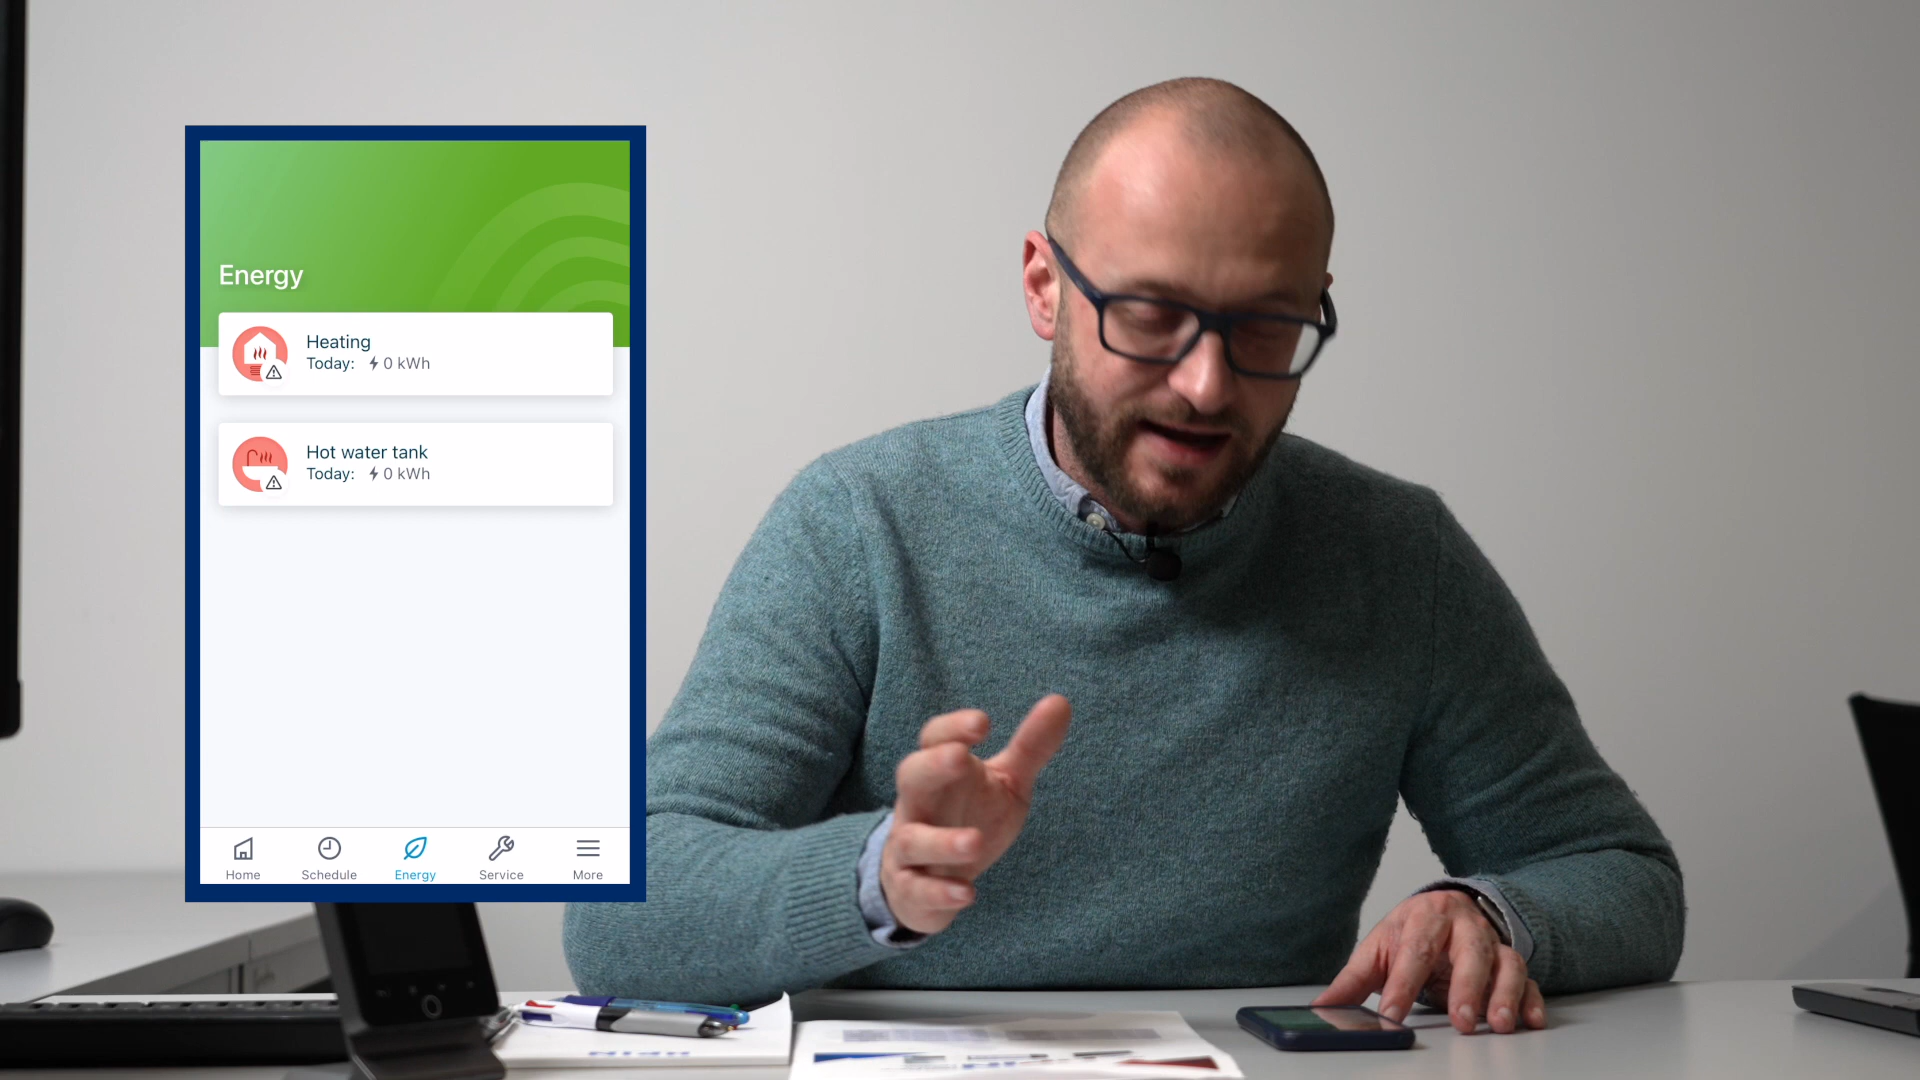 Energy
Heating
Today: 0 kWh
Hot water tank
Today: 0 kWh
Home
Schedule
Energy
Service
More